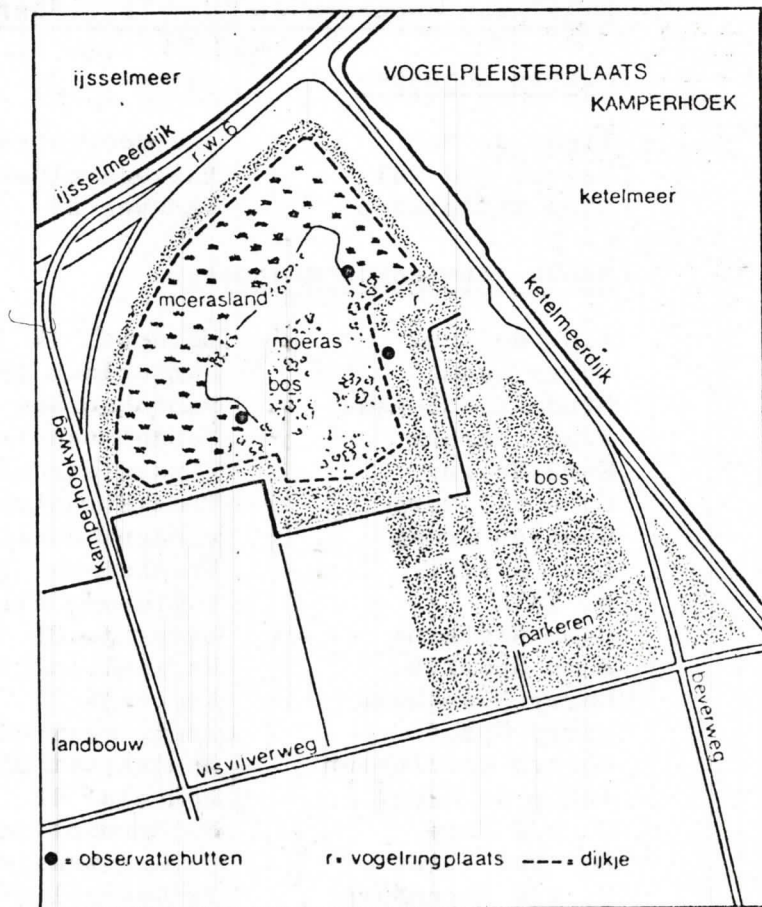 ijsselmeer
VOGELPLEISTERPLAATS
KAMPERHOEK
ijsselmeerdijk
r.w. 6
ketelmeer
ketelmeerdijk
moerasland
r
moeras
bos
kamperhoekweg
bos
parkeren
beverweg
landbouw
visvijverweg
● = observatiehutten
r = vogelringplaats
--- = dijkje